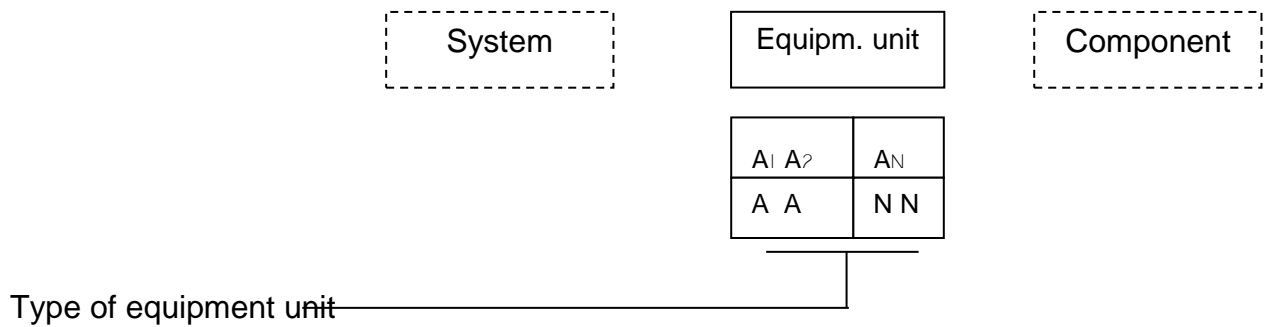 System Equipm. unit Component
A1 A2 AN
A A N N
Type of equipment unit